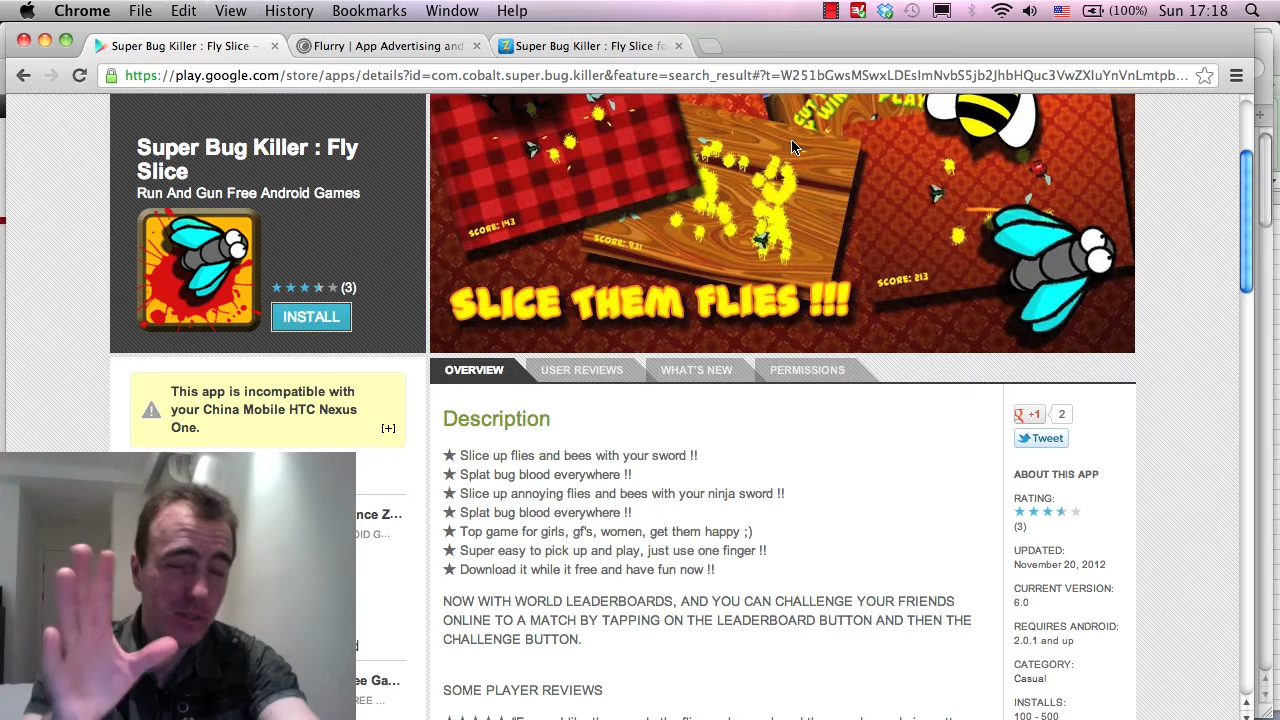 Chrome File Edit View History Bookmarks Window Help (100%) Sun 17:18
Super Bug Killer : Fly Slice – Flurry | App Advertising and Super Bug Killer : Fly Slice fo
https://play.google.com/store/apps/details?id=com.cobalt.super.bug.killer&feature=search_result#?t=
Super Bug Killer : Fly
Slice
Run And Gun Free Android Games
(3)
INSTALL
PLAY
SCORE: 143
SCORE: 931
SCORE: 213
SLICE THEM FLIES !!!
This app is incompatible with
your China Mobile HTC Nexus
One.
[+]
OVERVIEW USER REVIEWS WHAT'S NEW PERMISSIONS
Description
★ Slice up flies and bees with your sword !!
★ Splat bug blood everywhere !!
★ Slice up annoying flies and bees with your ninja sword !!
★ Splat bug blood everywhere !!
★ Top game for girls, gf's, women, get them happy ;)
★ Super easy to pick up and play, just use one finger !!
★ Download it while it free and have fun now !!
NOW WITH WORLD LEADERBOARDS, AND YOU CAN CHALLENGE YOUR FRIENDS
ONLINE TO A MATCH BY TAPPING ON THE LEADERBOARD BUTTON AND THEN THE
CHALLENGE BUTTON.
SOME PLAYER REVIEWS
+1 2
Tweet
ABOUT THIS APP
RATING:
(3)
UPDATED:
November 20, 2012
CURRENT VERSION:
6.0
REQUIRES ANDROID:
2.0.1 and up
CATEGORY:
Casual
INSTALLS:
100 - 500
nce Z...
ee Ga...